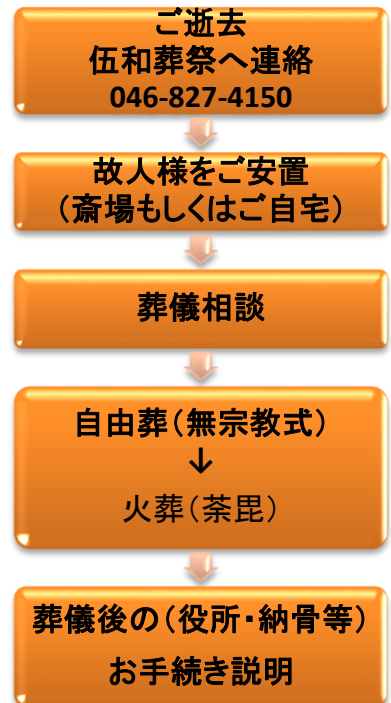 ご逝去
伍和葬祭へ連絡
046-827-4150
故人様をご安置
（斎場もしくはご自宅）
葬儀相談
自由葬（無宗教式）
↓
火葬（荼毘）
葬儀後の（役所・納骨等）
お手続き説明